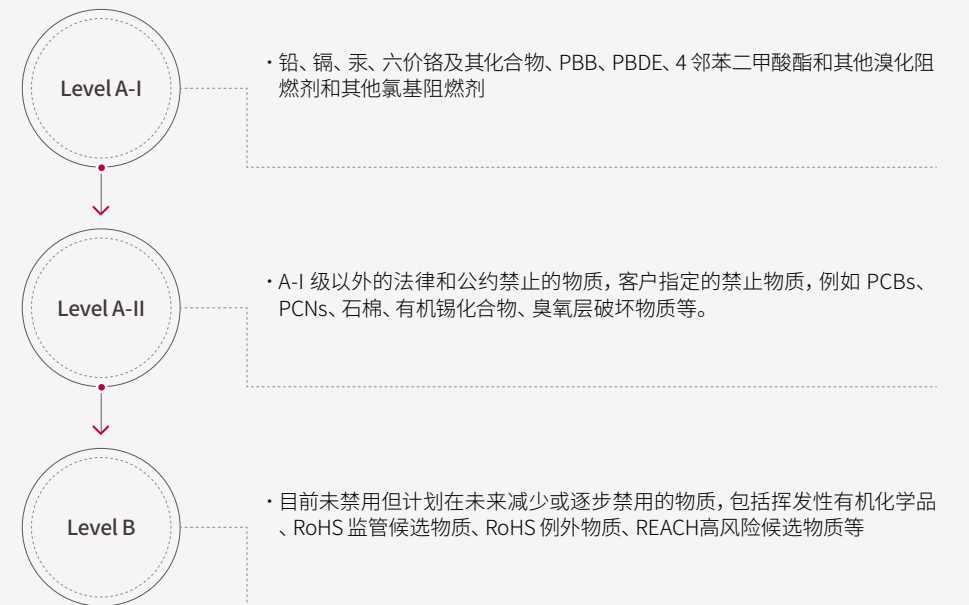 Level A-I
·铅、镉、汞、六价铬及其化合物、PBB、PBDE、4 邻苯二甲酸酯和其他溴化阻
燃剂和其他氯基阻燃剂
Level A-II
·A-I 级以外的法律和公约禁止的物质，客户指定的禁止物质，例如 PCBs、
PCNs、石棉、有机锡化合物、臭氧层破坏物质等。
Level B
·目前未禁用但计划在未来减少或逐步禁用的物质，包括挥发性有机化学品
、RoHS 监管候选物质、RoHS 例外物质、REACH高风险候选物质等